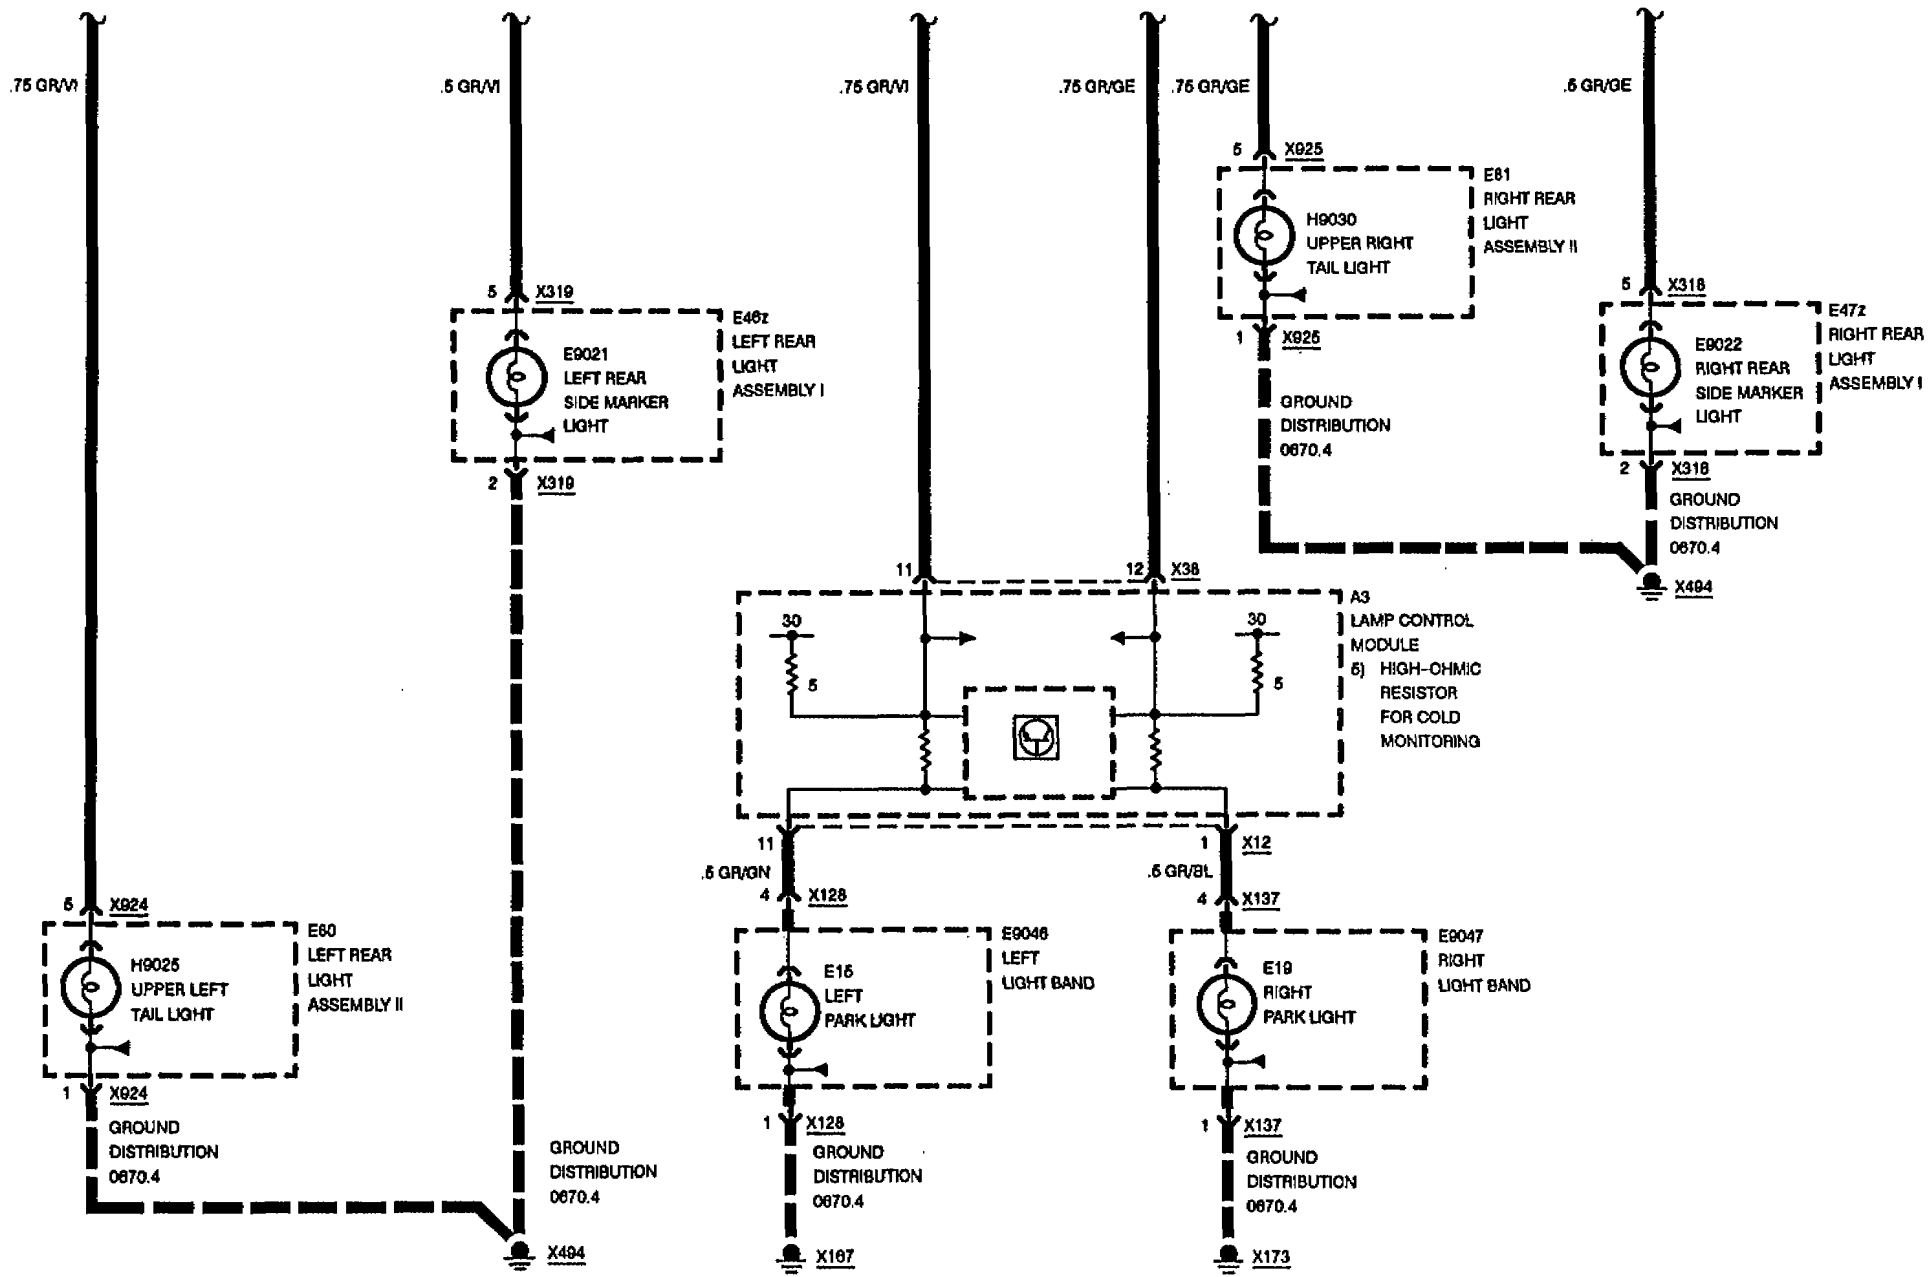 .75 GR/VI
.5 GR/VI
.75 GR/VI
.75 GR/GE
.75 GR/GE
.5 GR/GE
5 X925
E61
RIGHT REAR
LIGHT
ASSEMBLY II
H9030
UPPER RIGHT
TAIL LIGHT
1 X925
GROUND
DISTRIBUTION
0670.4
5 X318
E47z
RIGHT REAR
LIGHT
ASSEMBLY I
E9022
RIGHT REAR
SIDE MARKER
LIGHT
2 X318
GROUND
DISTRIBUTION
0670.4
X494
5 X319
E46z
LEFT REAR
LIGHT
ASSEMBLY I
E9021
LEFT REAR
SIDE MARKER
LIGHT
2 X319
11
12 X38
A3
LAMP CONTROL
MODULE
5) HIGH-OHMIC
RESISTOR
FOR COLD
MONITORING
30
5
30
5
11
1 X12
.5 GR/GN
.5 GR/BL
4 X128
4 X137
5 X924
E60
LEFT REAR
LIGHT
ASSEMBLY II
H9025
UPPER LEFT
TAIL LIGHT
1 X924
GROUND
DISTRIBUTION
0670.4
GROUND
DISTRIBUTION
0670.4
X494
E9046
LEFT
LIGHT BAND
E15
LEFT
PARK LIGHT
1 X128
GROUND
DISTRIBUTION
0670.4
X167
E9047
RIGHT
LIGHT BAND
E19
RIGHT
PARK LIGHT
1 X137
GROUND
DISTRIBUTION
0670.4
X173